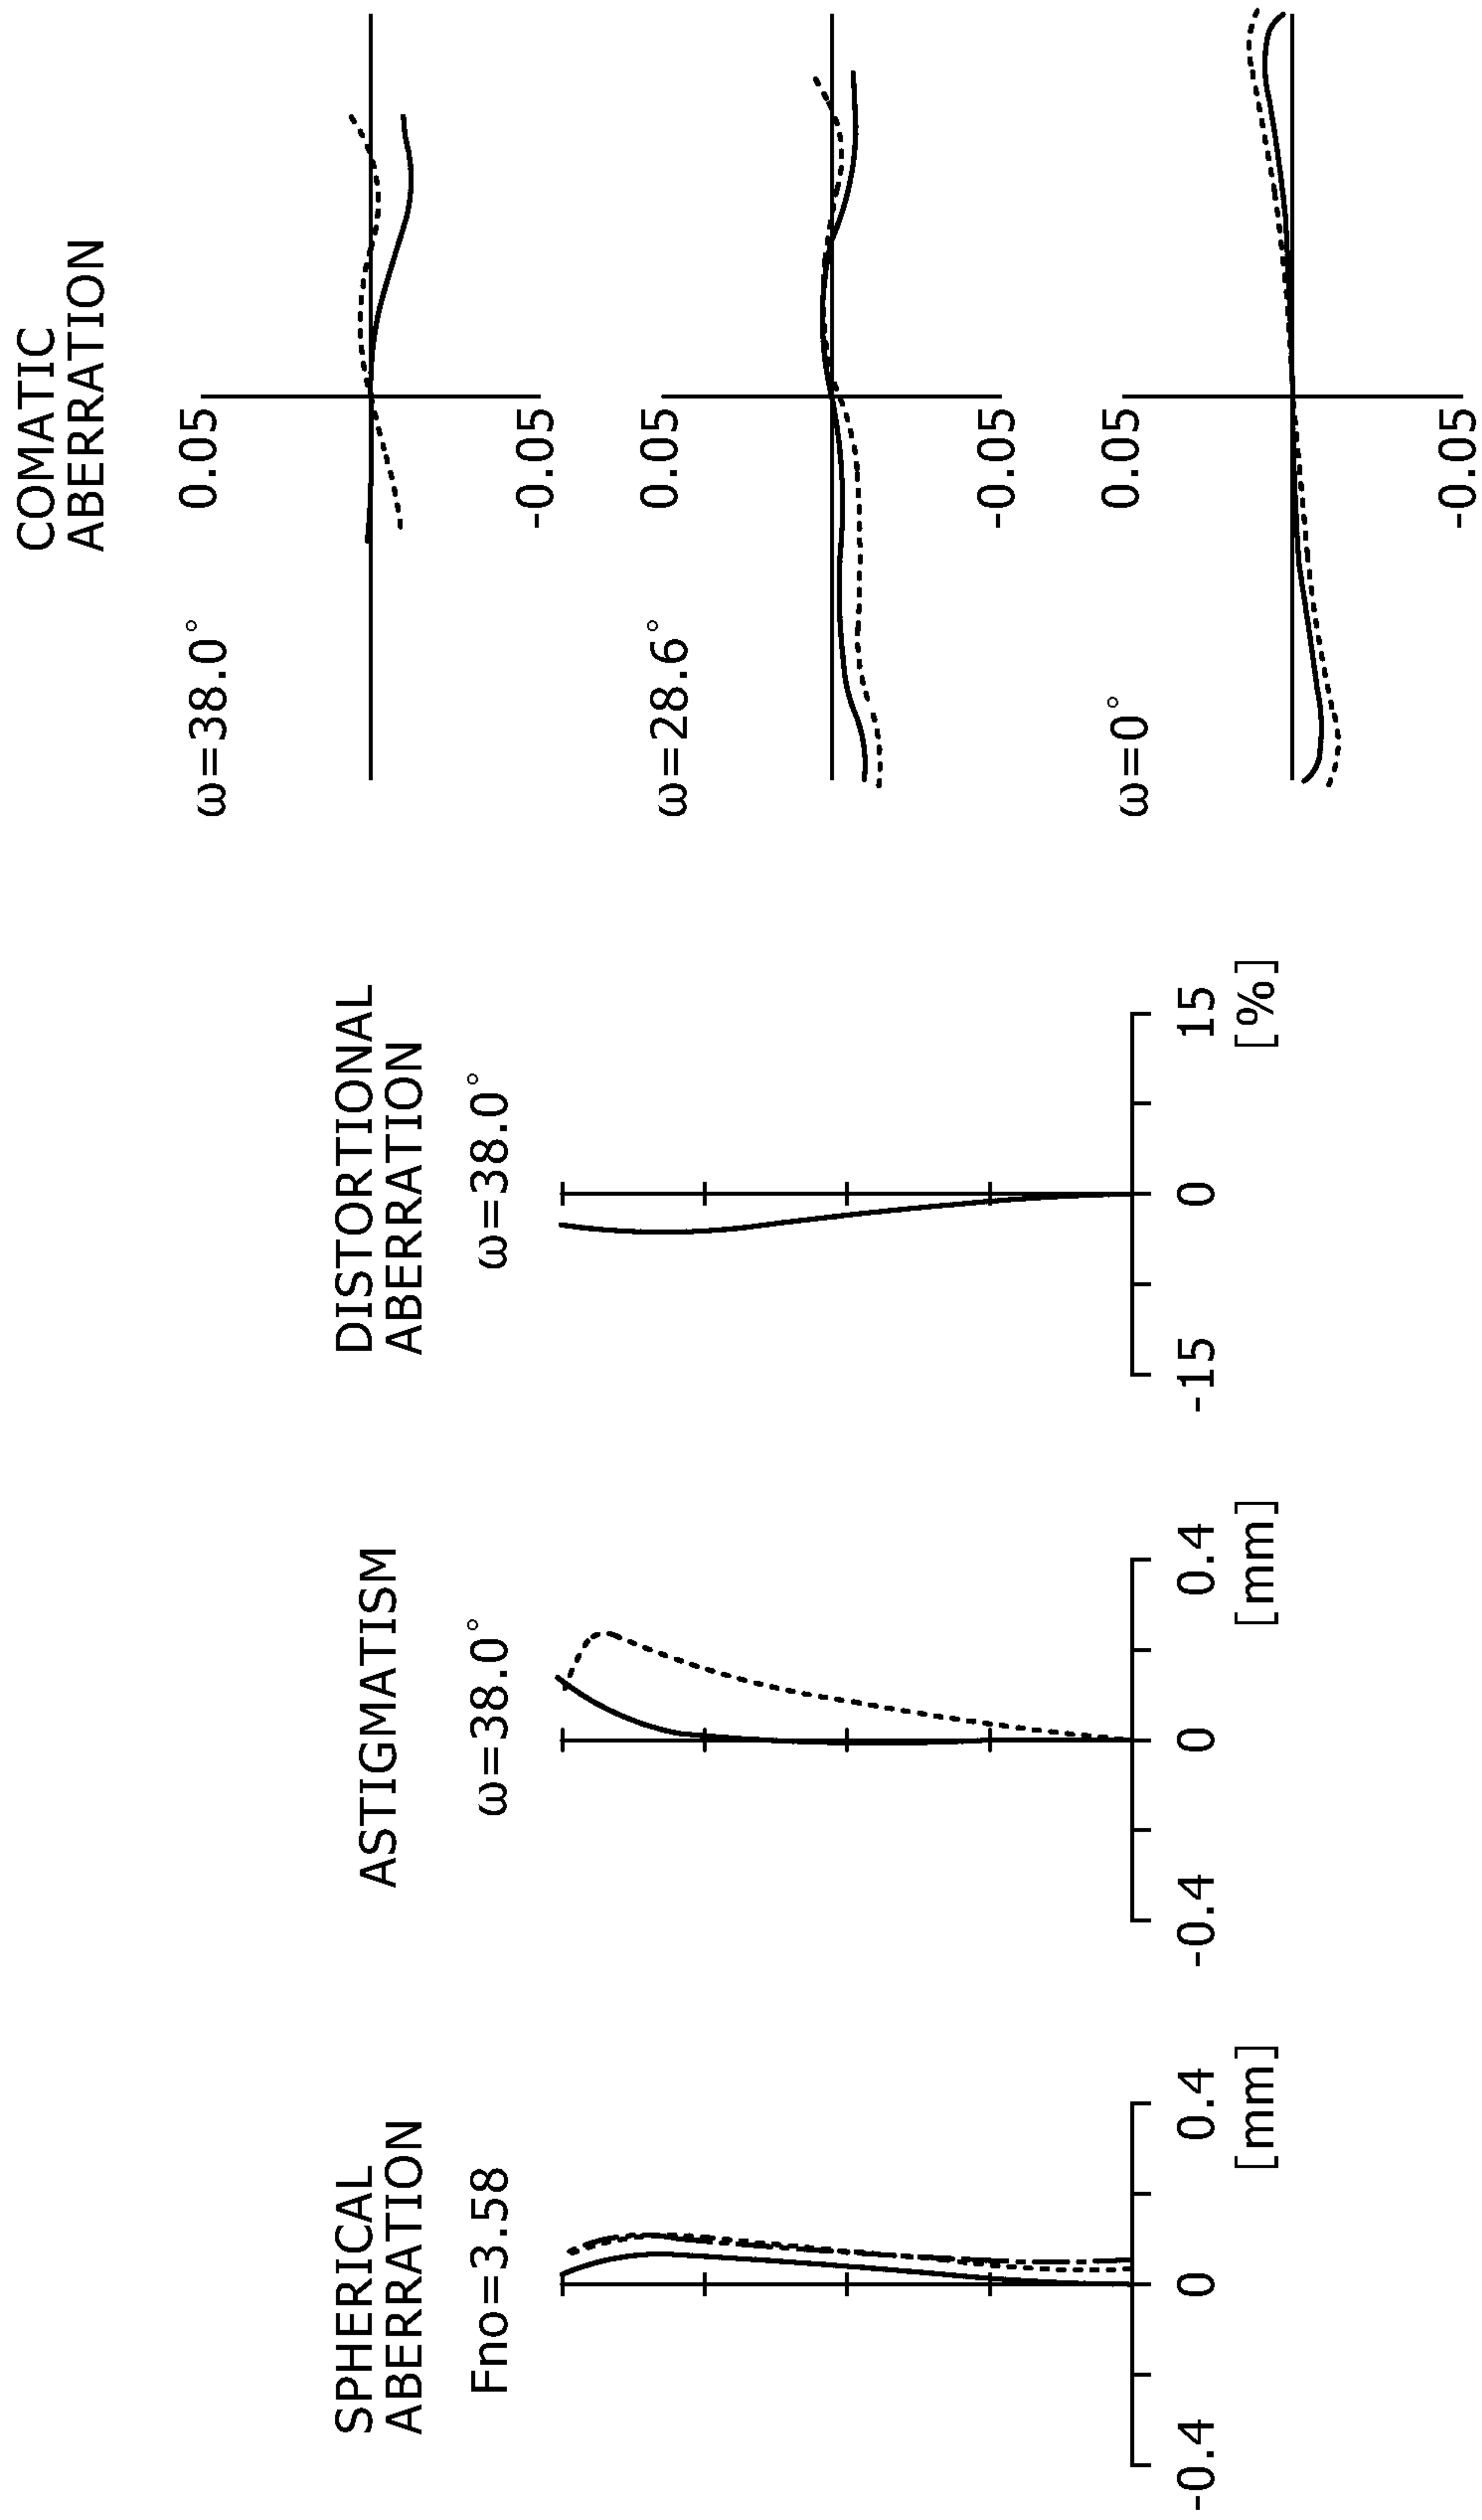 SPHERICAL
ABERRATION
Fno=3.58
-0.4
0
0.4
[mm]
ASTIGMATISM
ω=38.0°
-0.4
0
0.4
[mm]
DISTORTIONAL
ABERRATION
ω=38.0°
-15
0
15
[%]
COMATIC
ABERRATION
ω=38.0°
0.05
-0.05
ω=28.6°
0.05
-0.05
ω=0°
0.05
-0.05